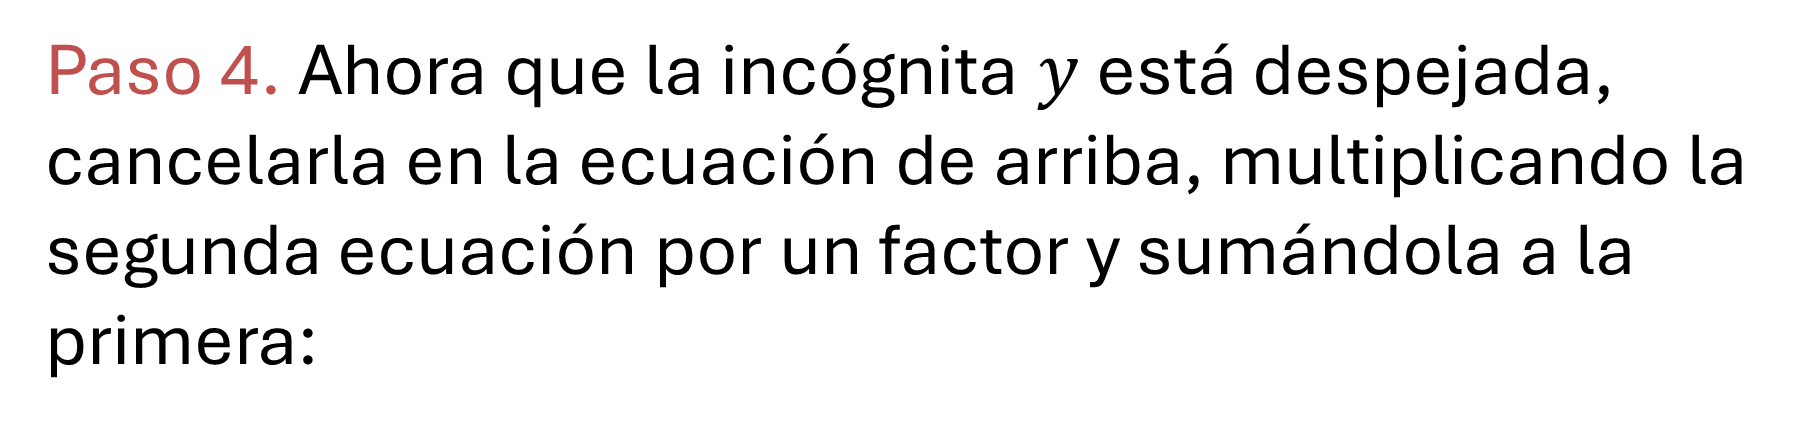 Paso 4. Ahora que la incógnita y está despejada,
cancelarla en la ecuación de arriba, multiplicando la
segunda ecuación por un factor y sumándola a la
primera: